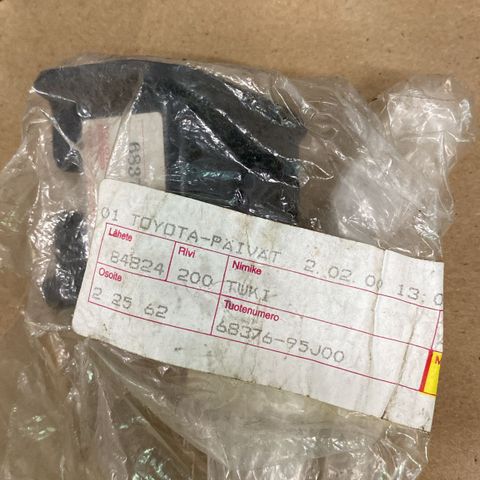 01 TOYOTA-PÄIVÄT 2.02.00 13:0
Lähete Rivi Nimike
84824 200 TUKI
Osoite Tuotenumero
2 25 62 68376-95J00
683